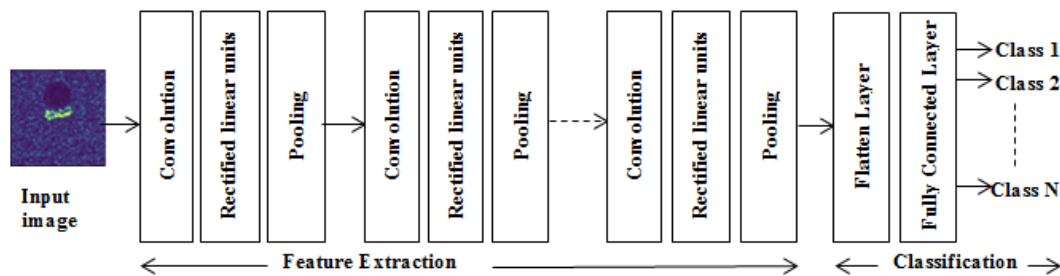 Input
image
Convolution
Rectified linear units
Pooling
Convolution
Rectified linear units
Pooling
Convolution
Rectified linear units
Pooling
Flatten Layer
Fully Connected Layer
Class 1
Class 2
Class N
Feature Extraction
Classification